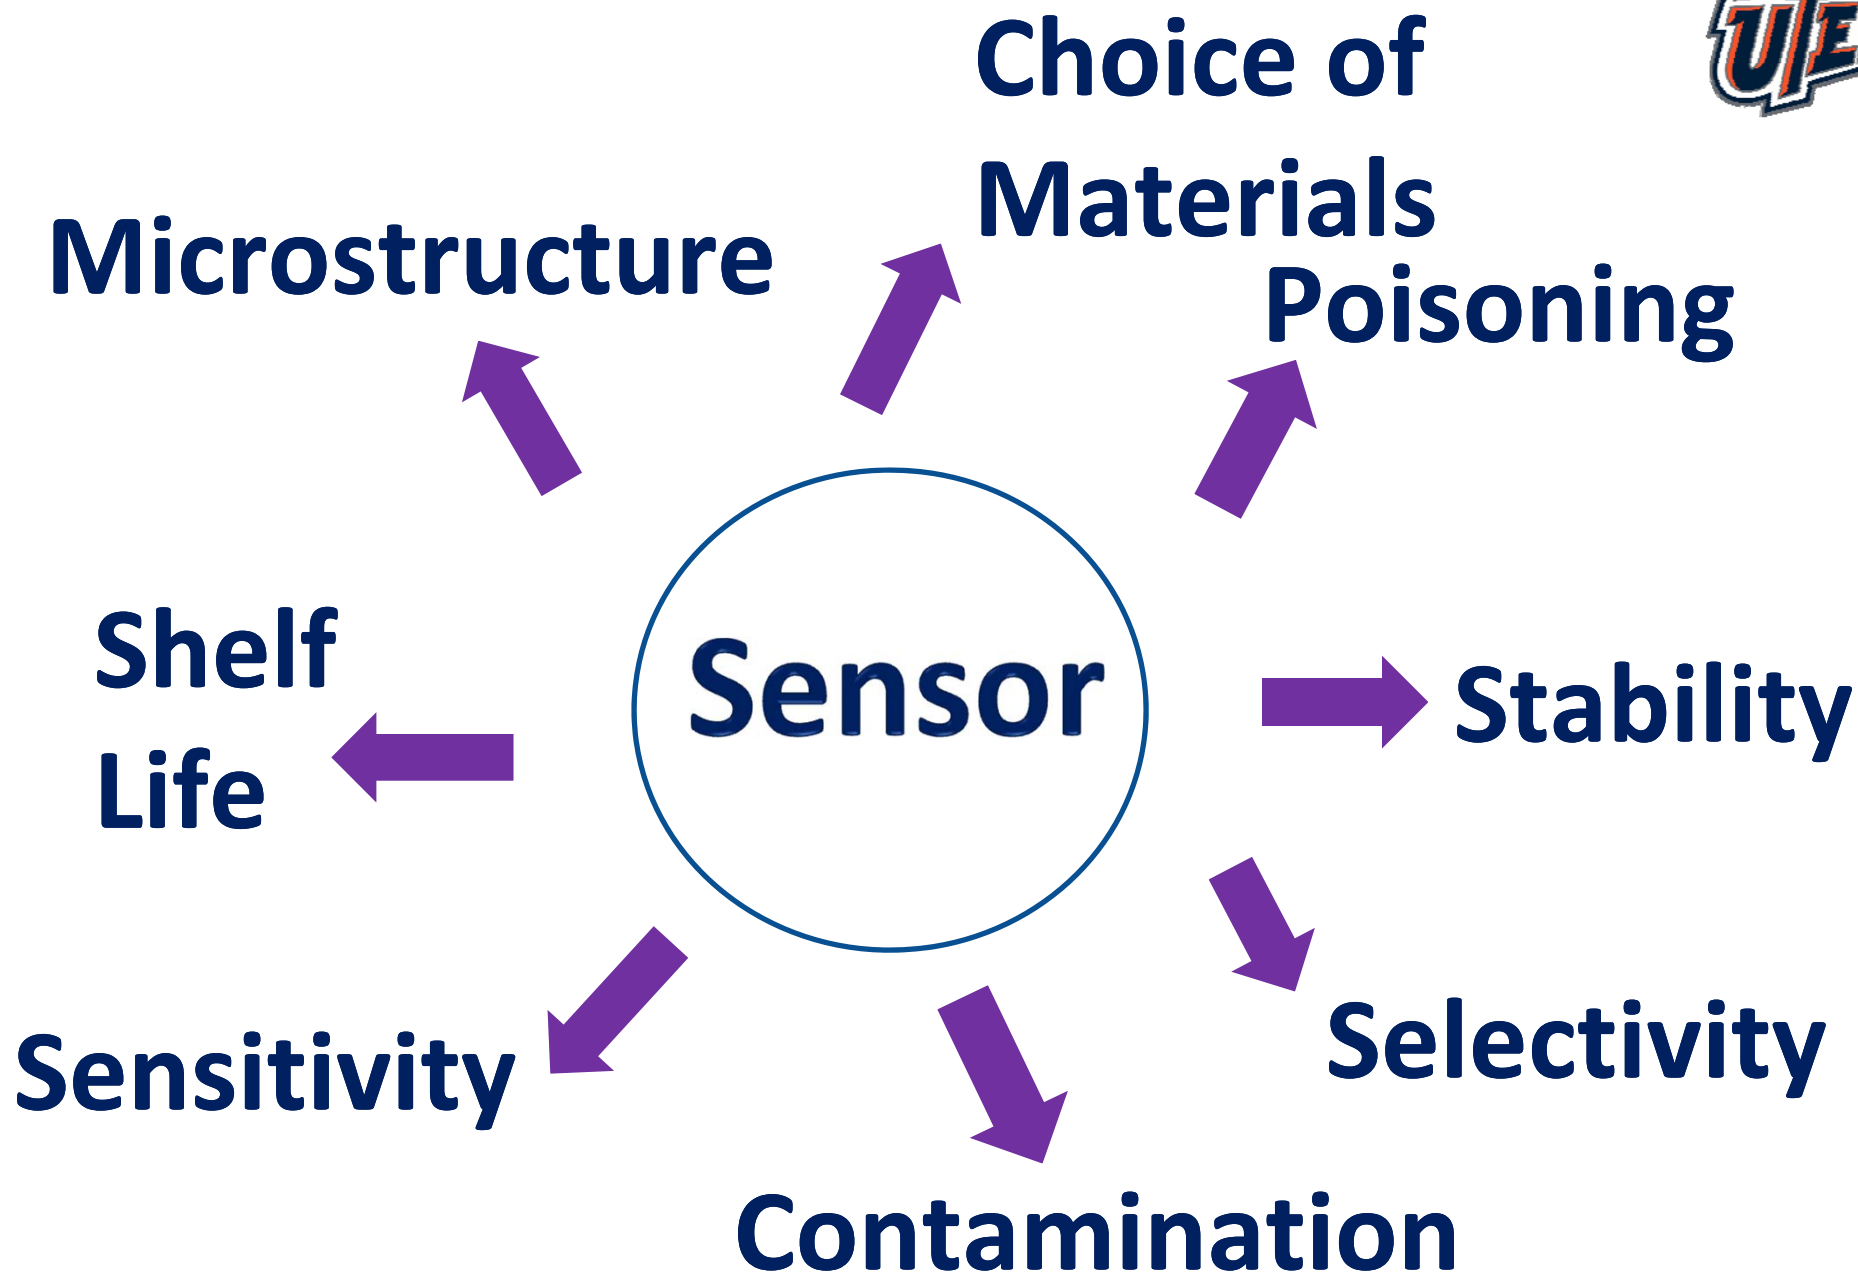 Choice of
Materials
Microstructure
Poisoning
Shelf
Life
Sensor
Stability
Sensitivity
Selectivity
Contamination